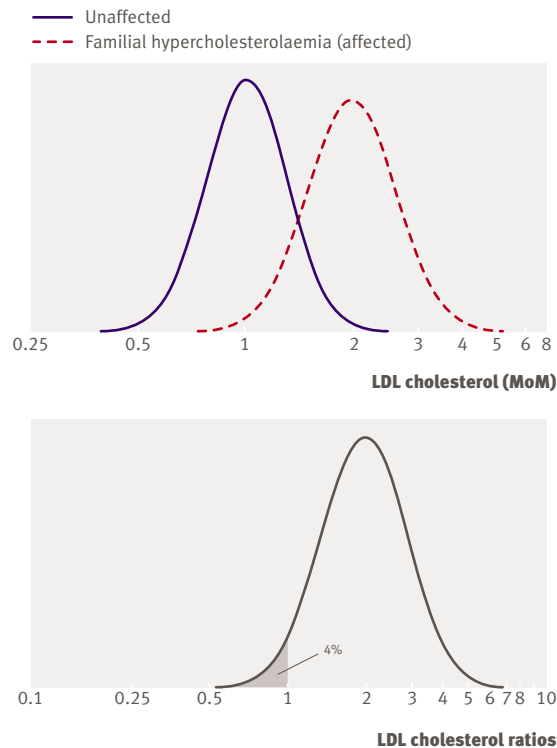 Unaffected
Familial hypercholesterolaemia (affected)
0.25 0.5 1 2 3 4 5 6 8
LDL cholesterol (MoM)
4%
0.1 0.25 0.5 1 2 3 4 5 6 7 8 10
LDL cholesterol ratios